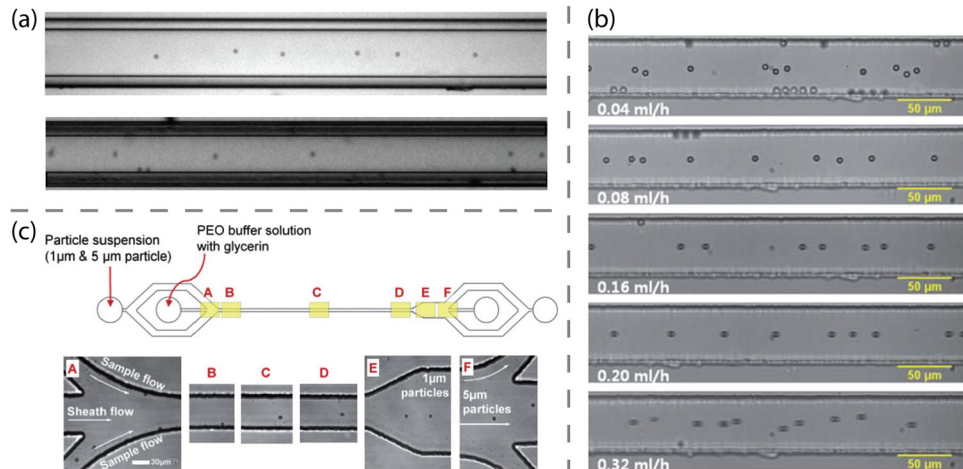 (a)
(b)
0.04 ml/h
50 µm
0.08 ml/h
50 µm
0.16 ml/h
50 µm
0.20 ml/h
50 µm
0.32 ml/h
50 µm
(c)
Particle suspension
(1µm & 5 µm particle)
PEO buffer solution
with glycerin
A
B
C
D
E
F
A
Sample flow
Sheath flow
Sample flow
30µm
B
C
D
E
1µm
particles
F
5µm
particles